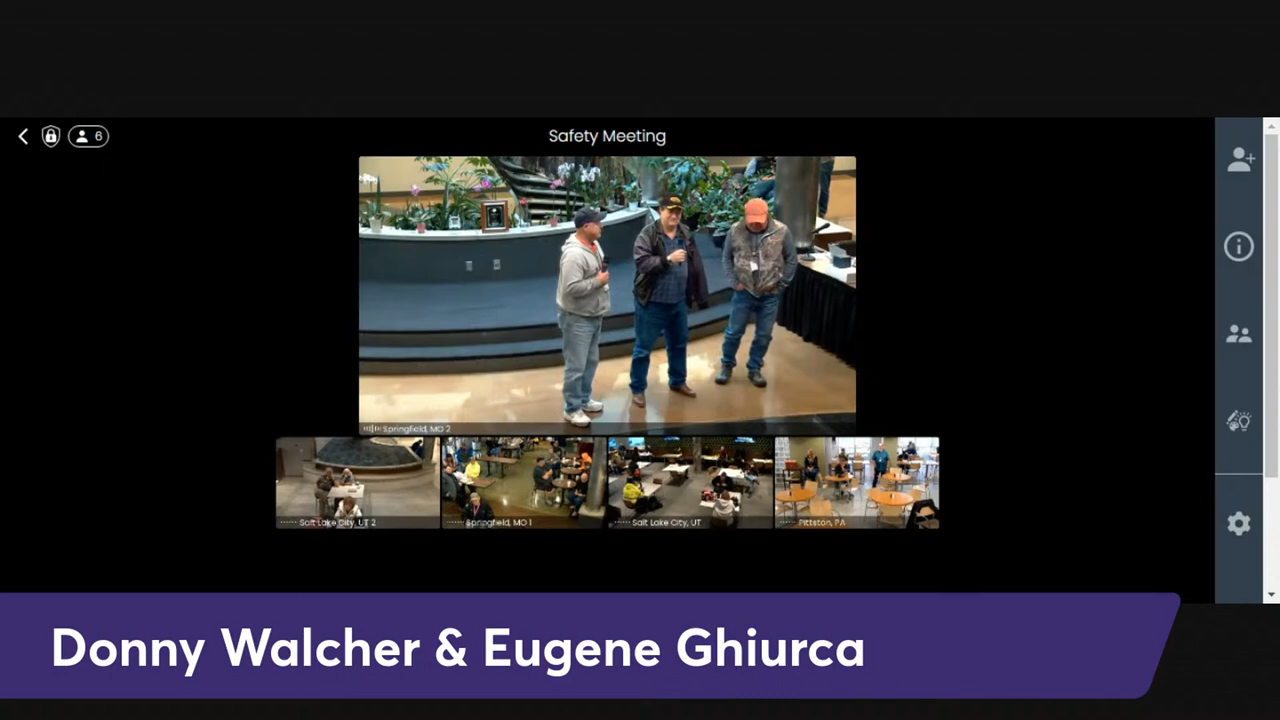 6
Safety Meeting
Springfield, MO 2
Salt Lake City, UT 2
Springfield, MO 1
Salt Lake City, UT
Pittston, PA
Donny Walcher & Eugene Ghiurca